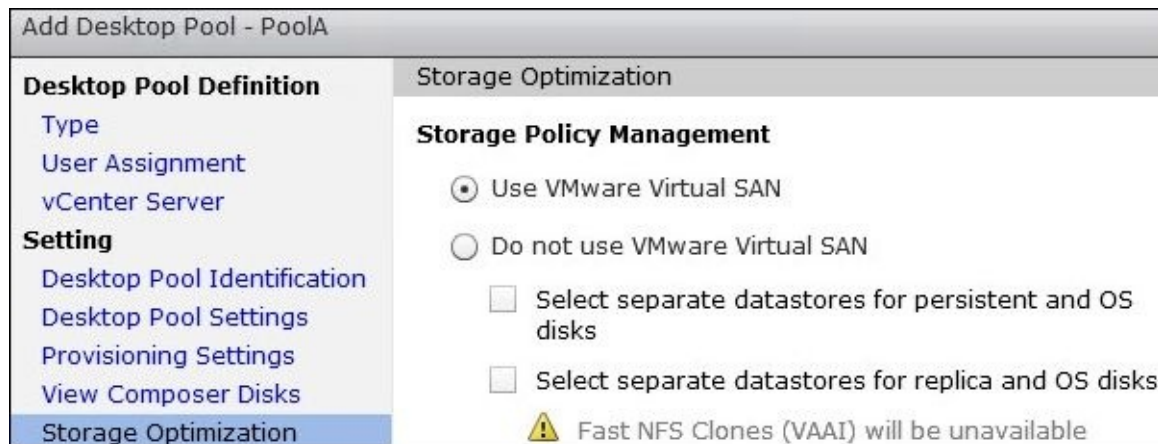 Add Desktop Pool - PoolA
Desktop Pool Definition
Type
User Assignment
vCenter Server
Setting
Desktop Pool Identification
Desktop Pool Settings
Provisioning Settings
View Composer Disks
Storage Optimization
Storage Optimization
Storage Policy Management
Use VMware Virtual SAN
Do not use VMware Virtual SAN
Select separate datastores for persistent and OS
disks
Select separate datastores for replica and OS disks
Fast NFS Clones (VAAI) will be unavailable